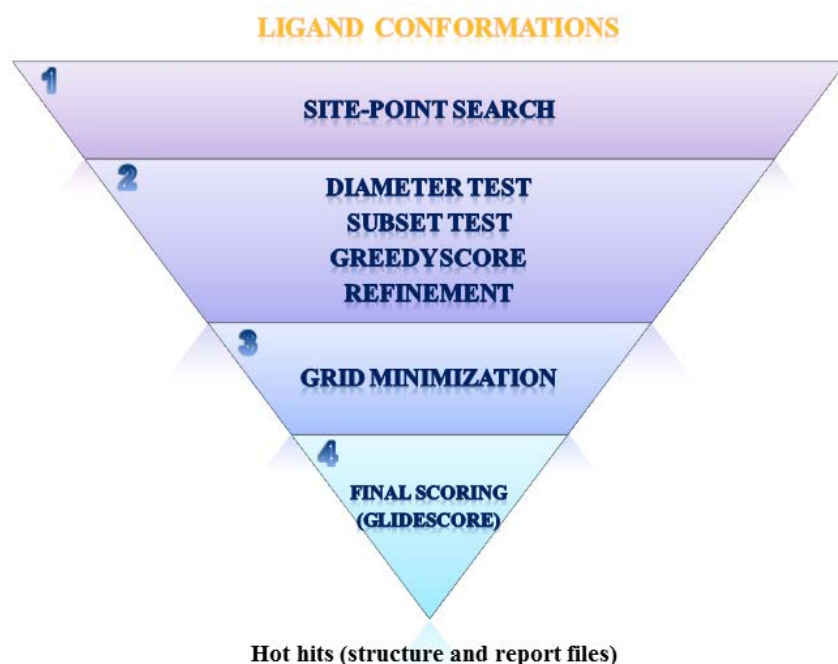 LIGAND CONFORMATIONS
1
SITE-POINT SEARCH
2
DIAMETER TEST
SUBSET TEST
GREEDYSCORE
REFINEMENT
3
GRID MINIMIZATION
4
FINAL SCORING
(GLIDESCORE)
Hot hits (structure and report files)